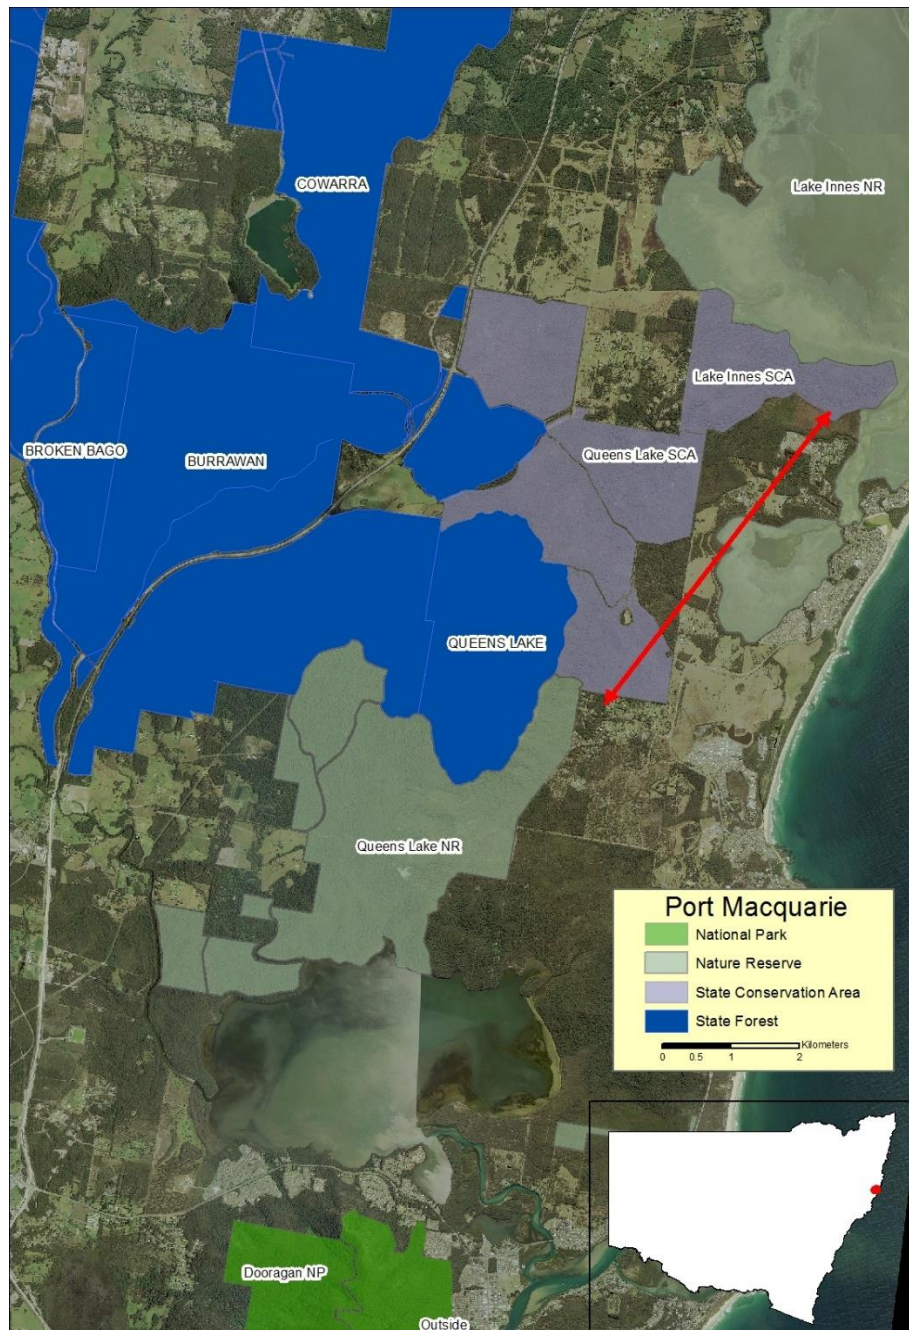 COWARRA
Lake Innes NR
Lake Innes SCA
BROKEN BAGO
BURRAWAN
Queens Lake SCA
QUEENS LAKE
Queens Lake NR
Port Macquarie
National Park
Nature Reserve
State Conservation Area
State Forest
Kilometers
0 0.5 1 2
Dooragan NP
Outside